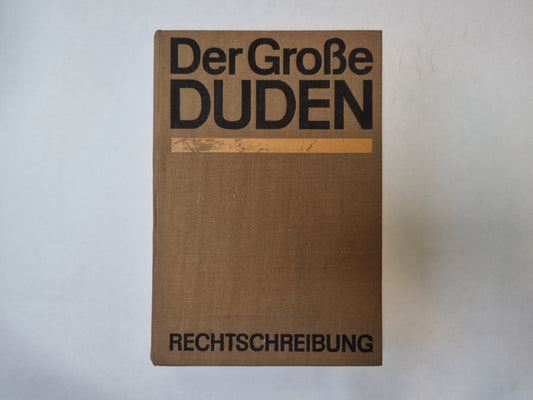 Der Große
DUDEN
RECHTSCHREIBUNG